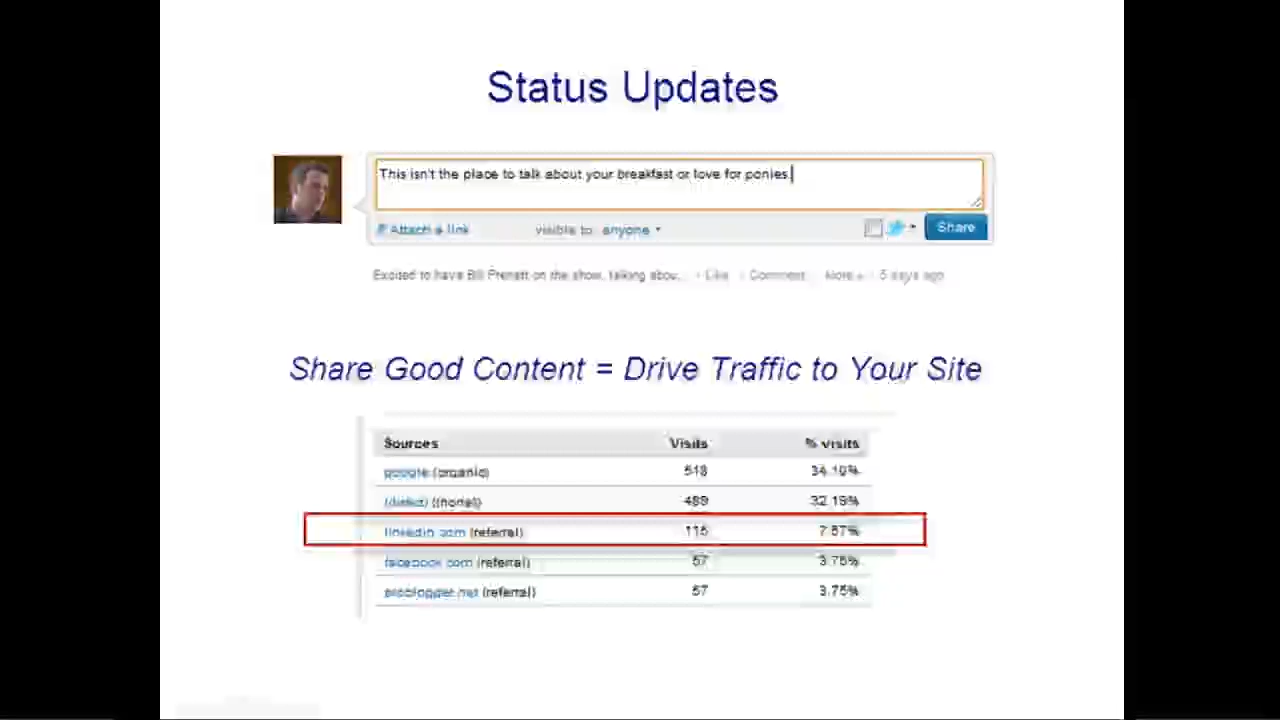 Status Updates
This isn't the place to talk about your breakfast or love for ponies.
Attach a link visible to: anyone Share
Excited to have Bill on the show, talking abou... Like Comment More 5 days ago
Share Good Content = Drive Traffic to Your Site
Sources Visits % visits
google (organic) 518 34.10%
(direct) ((none)) 489 32.19%
linkedin.com (referral) 115 7.57%
facebook.com (referral) 57 3.75%
problogger.net (referral) 57 3.75%